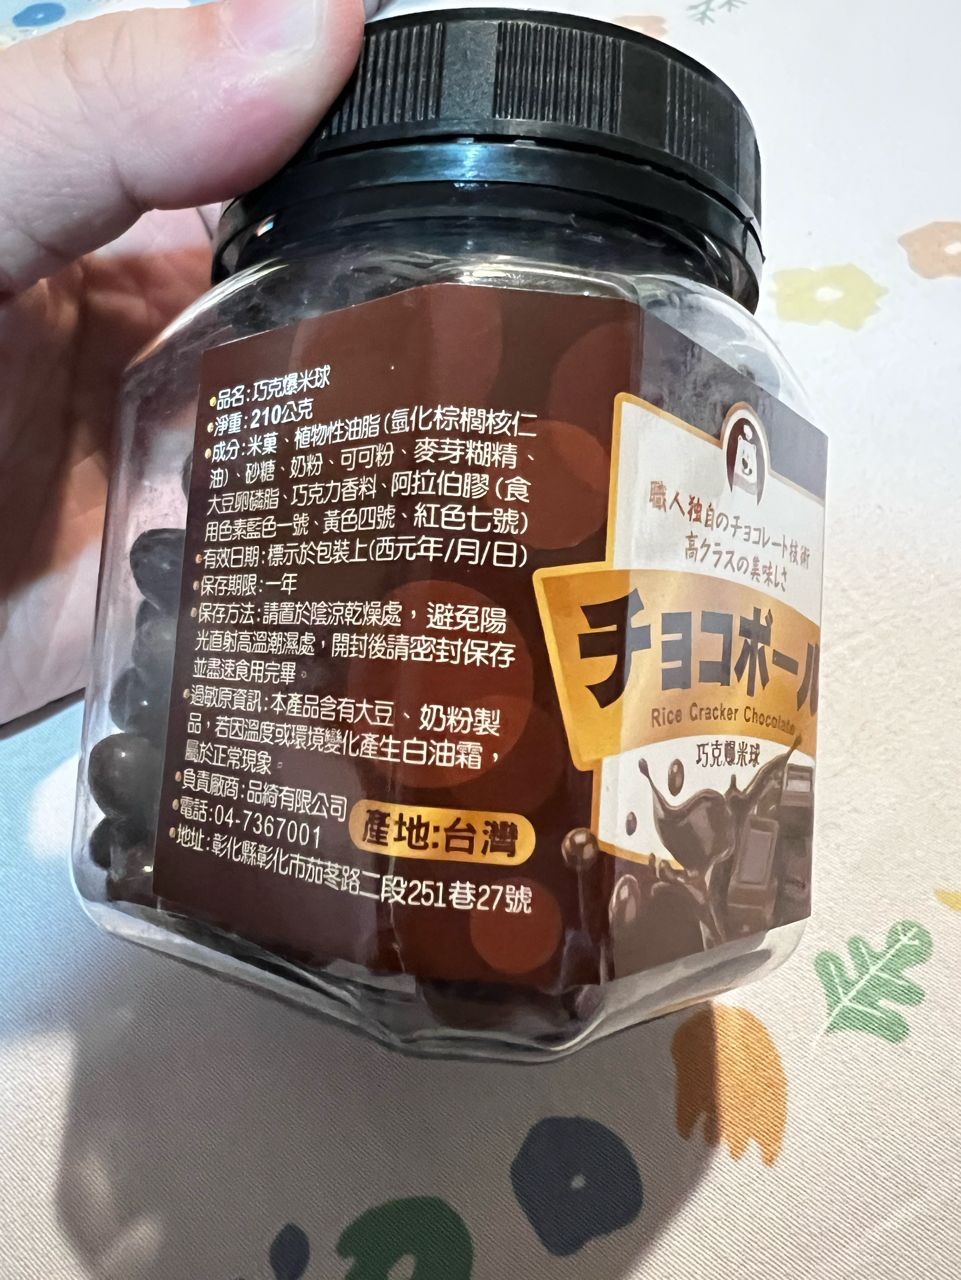 品名:巧克爆米球
淨重:210公克
成分:米菓、植物性油脂(氫化棕櫚核仁
油)、砂糖、奶粉、可可粉、麥芽糊精、
大豆卵磷脂、巧克力香料、阿拉伯膠(食
用色素藍色一號、黃色四號、紅色七號)
有效日期:標示於包裝上(西元年/月/日)
保存期限:一年
保存方法:請置於陰涼乾燥處,避免陽
光直射高溫潮濕處,開封後請密封保存
並盡速食用完畢。
過敏原資訊:本產品含有大豆、奶粉製
品,若因溫度或環境變化產生白油霜,
屬於正常現象。
負責廠商:品綺有限公司
電話:04-7367001
地址:彰化縣彰化市茄苳路二段251巷27號
產地:台灣
職人独自のチョコレート技術
高クラスの美味しさ
チョコボール
Rice Cracker Chocolate
巧克爆米球